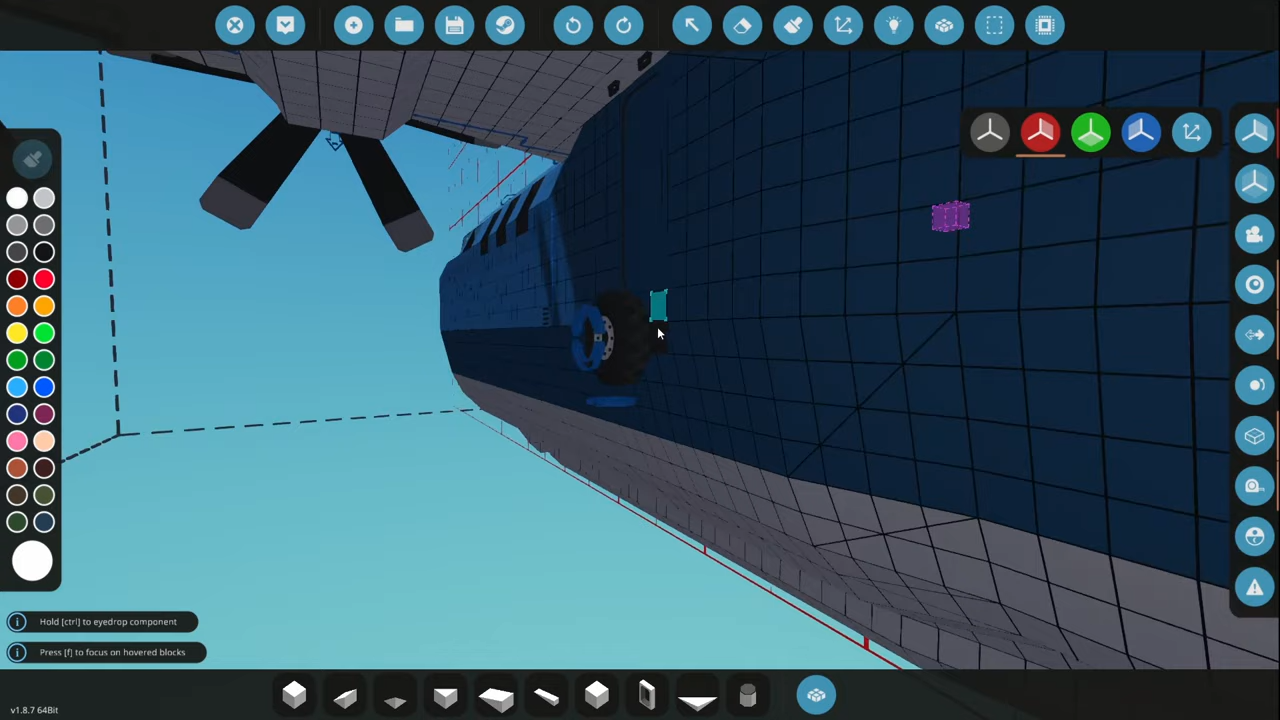 Hold [ctrl] to eyedrop component
Press [f] to focus on hovered blocks
v1.8.7 64Bit